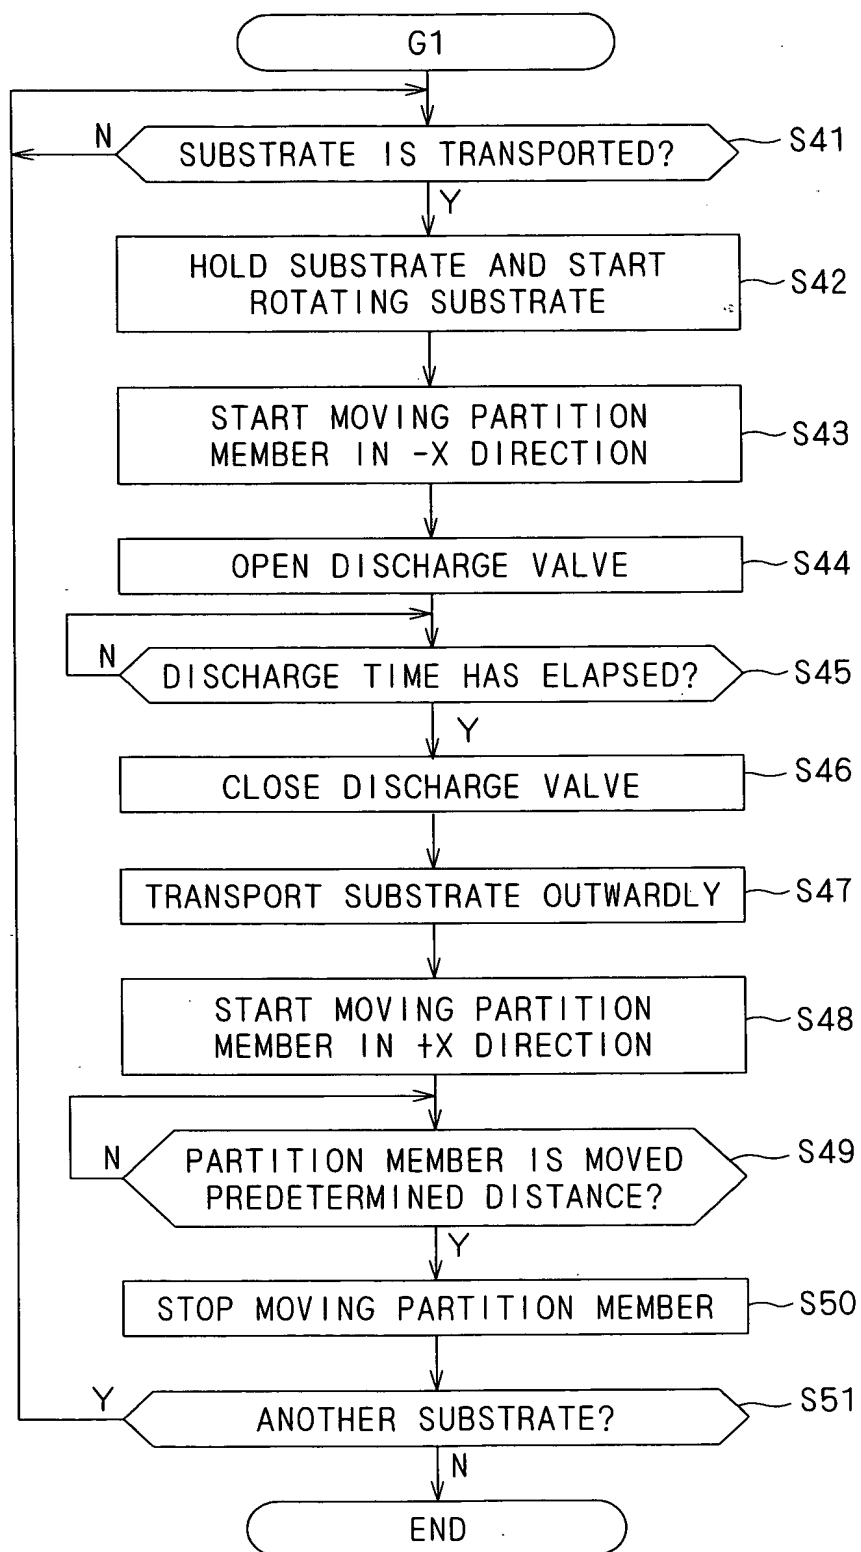 G1
N
SUBSTRATE IS TRANSPORTED?
S41
Y
HOLD SUBSTRATE AND START
ROTATING SUBSTRATE
S42
START MOVING PARTITION
MEMBER IN -X DIRECTION
S43
OPEN DISCHARGE VALVE
S44
N
DISCHARGE TIME HAS ELAPSED?
S45
Y
CLOSE DISCHARGE VALVE
S46
TRANSPORT SUBSTRATE OUTWARDLY
S47
START MOVING PARTITION
MEMBER IN +X DIRECTION
S48
N
PARTITION MEMBER IS MOVED
PREDETERMINED DISTANCE?
S49
Y
STOP MOVING PARTITION MEMBER
S50
Y
ANOTHER SUBSTRATE?
S51
N
END